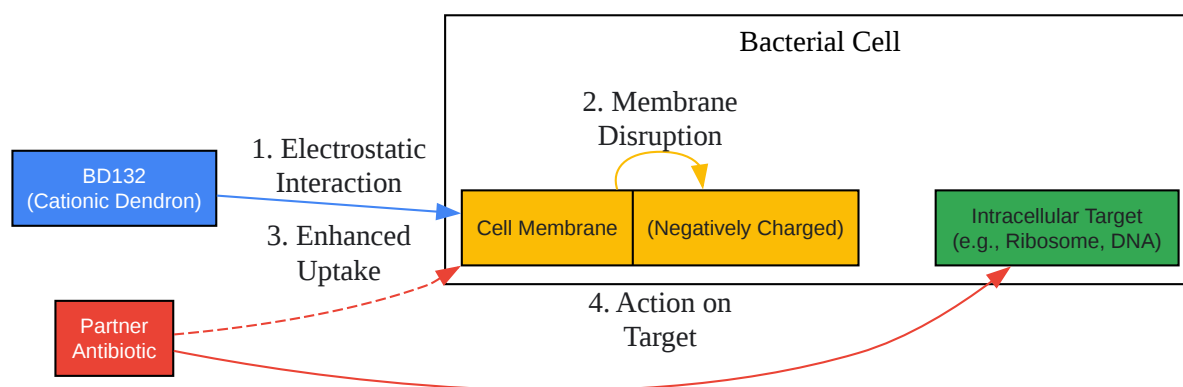 Bacterial Cell
2. Membrane
Disruption
1. Electrostatic
Interaction
BD132
(Cationic Dendron)
Cell Membrane
(Negatively Charged)
Intracellular Target
(e.g., Ribosome, DNA)
3. Enhanced
Uptake
4. Action on
Target
Partner
Antibiotic